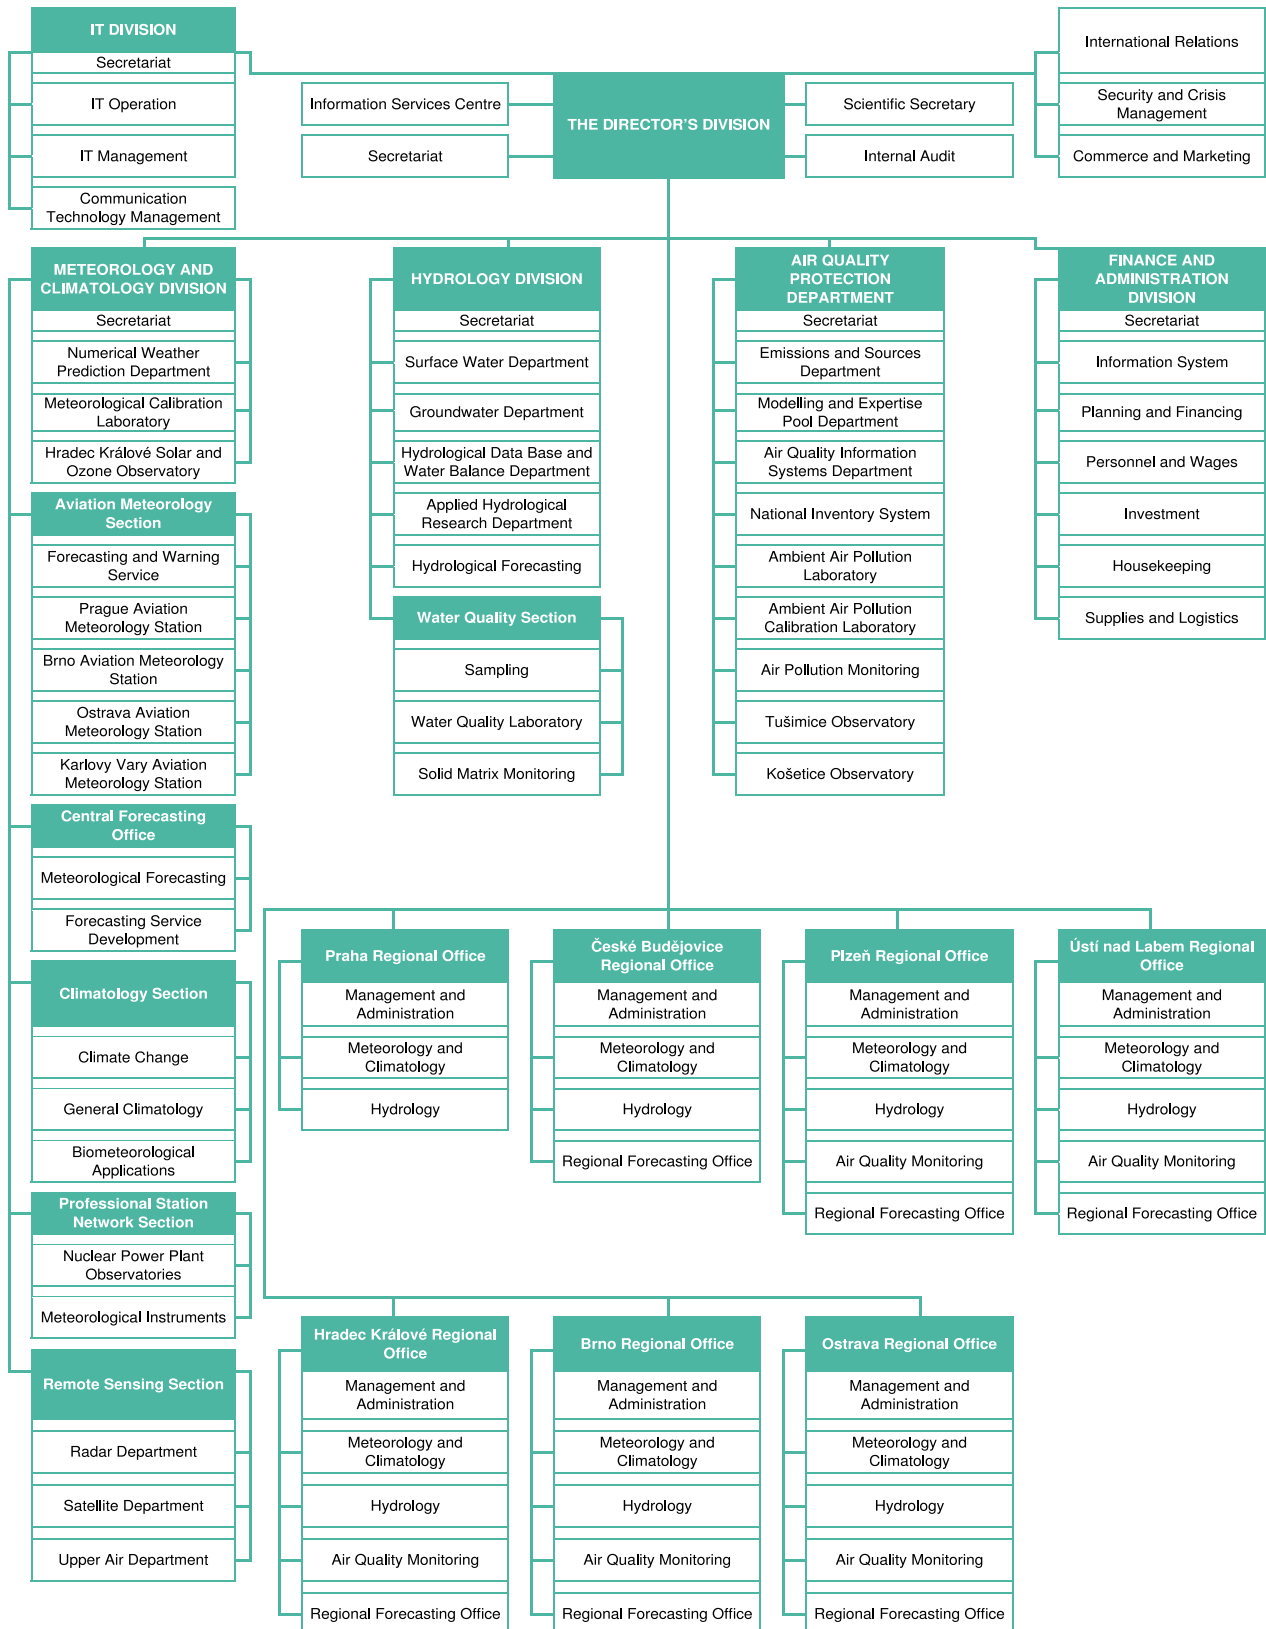 IT DIVISION
Secretariat
IT Operation
IT Management
Communication
Technology Management
Information Services Centre
Secretariat
THE DIRECTOR'S DIVISION
Scientific Secretary
Internal Audit
International Relations
Security and Crisis
Management
Commerce and Marketing
METEOROLOGY AND
CLIMATOLOGY DIVISION
Secretariat
Numerical Weather
Prediction Department
Meteorological Calibration
Laboratory
Hradec Králové Solar and
Ozone Observatory
Aviation Meteorology
Section
Forecasting and Warning
Service
Prague Aviation
Meteorology Station
Brno Aviation Meteorology
Station
Ostrava Aviation
Meteorology Station
Karlovy Vary Aviation
Meteorology Station
Central Forecasting
Office
Meteorological Forecasting
Forecasting Service
Development
Climatology Section
Climate Change
General Climatology
Biometeorological
Applications
Professional Station
Network Section
Nuclear Power Plant
Observatories
Meteorological Instruments
Remote Sensing Section
Radar Department
Satellite Department
Upper Air Department
HYDROLOGY DIVISION
Secretariat
Surface Water Department
Groundwater Department
Hydrological Data Base and
Water Balance Department
Applied Hydrological
Research Department
Hydrological Forecasting
Water Quality Section
Sampling
Water Quality Laboratory
Solid Matrix Monitoring
AIR QUALITY
PROTECTION
DEPARTMENT
Secretariat
Emissions and Sources
Department
Modelling and Expertise
Pool Department
Air Quality Information
Systems Department
National Inventory System
Ambient Air Pollution
Laboratory
Ambient Air Pollution
Calibration Laboratory
Air Pollution Monitoring
Tušimice Observatory
Košetice Observatory
FINANCE AND
ADMINISTRATION
DIVISION
Secretariat
Information System
Planning and Financing
Personnel and Wages
Investment
Housekeeping
Supplies and Logistics
Praha Regional Office
Management and
Administration
Meteorology and
Climatology
Hydrology
České Budějovice
Regional Office
Management and
Administration
Meteorology and
Climatology
Hydrology
Regional Forecasting Office
Plzeň Regional Office
Management and
Administration
Meteorology and
Climatology
Hydrology
Air Quality Monitoring
Regional Forecasting Office
Ústí nad Labem Regional
Office
Management and
Administration
Meteorology and
Climatology
Hydrology
Air Quality Monitoring
Regional Forecasting Office
Hradec Králové Regional
Office
Management and
Administration
Meteorology and
Climatology
Hydrology
Air Quality Monitoring
Regional Forecasting Office
Brno Regional Office
Management and
Administration
Meteorology and
Climatology
Hydrology
Air Quality Monitoring
Regional Forecasting Office
Ostrava Regional Office
Management and
Administration
Meteorology and
Climatology
Hydrology
Air Quality Monitoring
Regional Forecasting Office